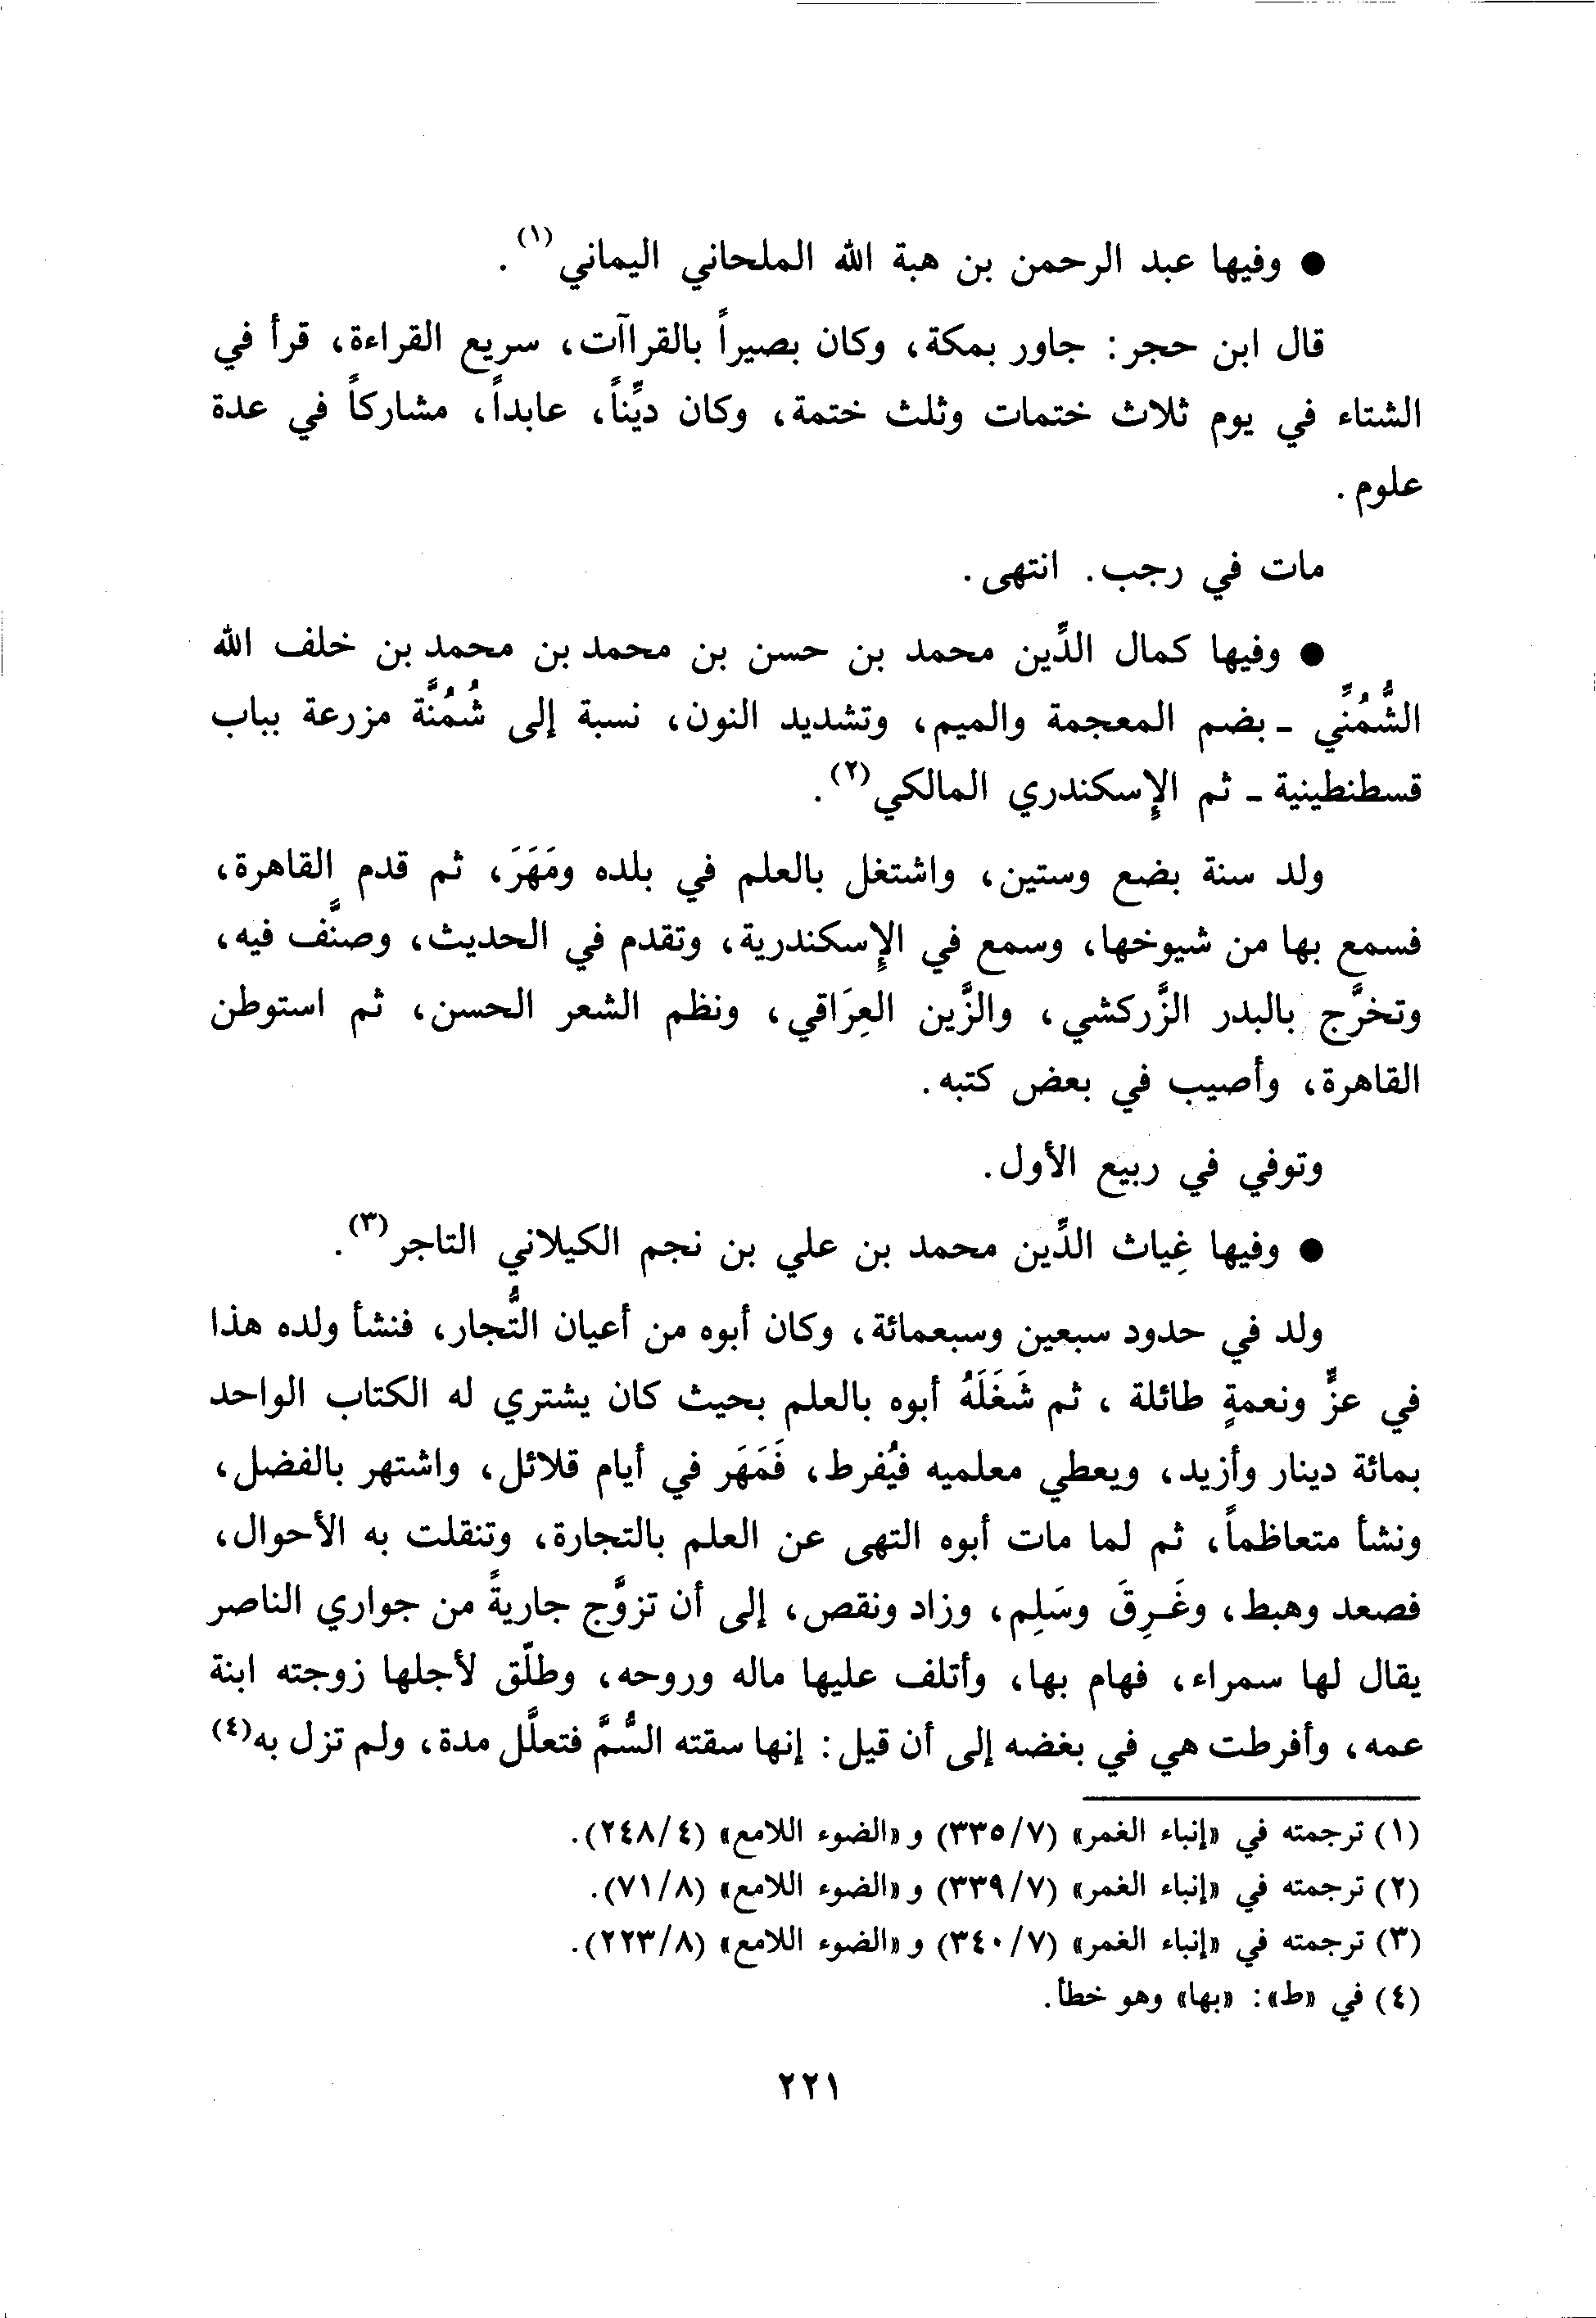 ● وفيها عبد الرحمن بن هبة الله الملحاني اليماني(١).
قال ابن حجر: جاور بمكة، وكان بصيراً بالقراآت، سريع القراءة، قرأ في
الشتاء في يوم ثلاث ختمات وثلث ختمة، وكان ديِّناً، عابداً، مشاركاً في عدة
علوم.
مات في رجب. انتهى.
● وفيها كمال الدِّين محمد بن حسن بن محمد بن محمد بن خلف الله
الشُّمُنِّي ـ بضم المعجمة والميم، وتشديد النون، نسبة إلى شُمُنَّة مزرعة بباب
قسطنطينية ـ ثم الإسكندري المالكي(٢).
ولد سنة بضع وستين، واشتغل بالعلم في بلده ومَهَرَ، ثم قدم القاهرة،
فسمع بها من شيوخها، وسمع في الإسكندرية، وتقدم في الحديث، وصنَّف فيه،
وتخرَّج بالبدر الزَّركشي، والزَّين العِرَاقي، ونظم الشعر الحسن، ثم استوطن
القاهرة، وأصيب في بعض كتبه.
وتوفي في ربيع الأول.
● وفيها غِياث الدِّين محمد بن علي بن نجم الكيلاني التاجر(٣).
ولد في حدود سبعين وسبعمائة، وكان أبوه من أعيان التُّجار، فنشأ ولده هذا
في عزٍّ ونعمةٍ طائلة، ثم شَغَلَهُ أبوه بالعلم بحيث كان يشتري له الكتاب الواحد
بمائة دينار وأزيد، ويعطي معلميه فيُفرط، فَمَهَر في أيام قلائل، واشتهر بالفضل،
ونشأ متعاظماً، ثم لما مات أبوه التهى عن العلم بالتجارة، وتنقلت به الأحوال،
فصعد وهبط، وغَرِقَ وسَلِم، وزاد ونقص، إلى أن تزوَّج جاريةً من جواري الناصر
يقال لها سمراء، فهام بها، وأتلف عليها ماله وروحه، وطلّق لأجلها زوجته ابنة
عمه، وأفرطت هي في بغضه إلى أن قيل: إنها سقته السُّمَّ فتعلَّل مدة، ولم تزل به(٤)
(١) ترجمته في «إنباء الغمر» (٣٣٥/٧) و «الضوء اللامع» (٢٤٨/٤).
(٢) ترجمته في «إنباء الغمر» (٣٣٩/٧) و «الضوء اللامع» (٧١/٨).
(٣) ترجمته في «إنباء الغمر» (٣٤٠/٧) و «الضوء اللامع» (٢٢٣/٨).
(٤) في «ط»: «بها» وهو خطأ.
٢٢١